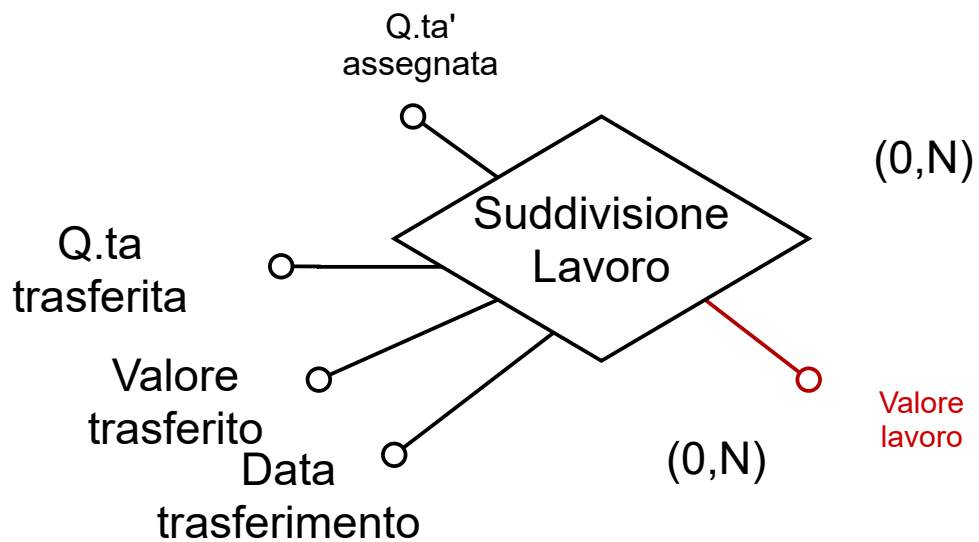 Q.ta'
assegnata
(0,N)
Suddivisione
Lavoro
Q.ta
trasferita
Valore
trasferito
Valore
lavoro
Data
trasferimento
(0,N)